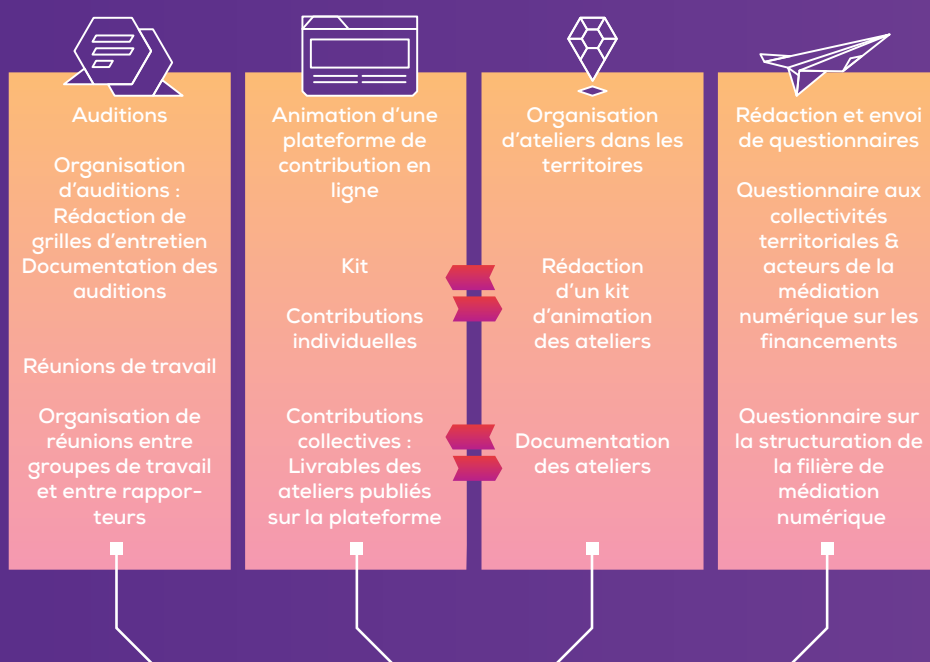 Auditions
Organisation
d'auditions :
Rédaction de
grilles d'entretien
Documentation des
auditions
Réunions de travail
Organisation de
réunions entre
groupes de travail
et entre rappor-
teurs
Animation d'une
plateforme de
contribution en
ligne
Kit
Contributions
individuelles
Contributions
collectives :
Livrables des
ateliers publiés
sur la plateforme
Organisation
d'ateliers dans les
territoires
Rédaction
d'un kit
d'animation
des ateliers
Documentation
des ateliers
Rédaction et envoi
de questionnaires
Questionnaire aux
collectivités
territoriales &
acteurs de la
médiation
numérique sur les
financements
Questionnaire sur
la structuration de
la filière de
médiation
numérique